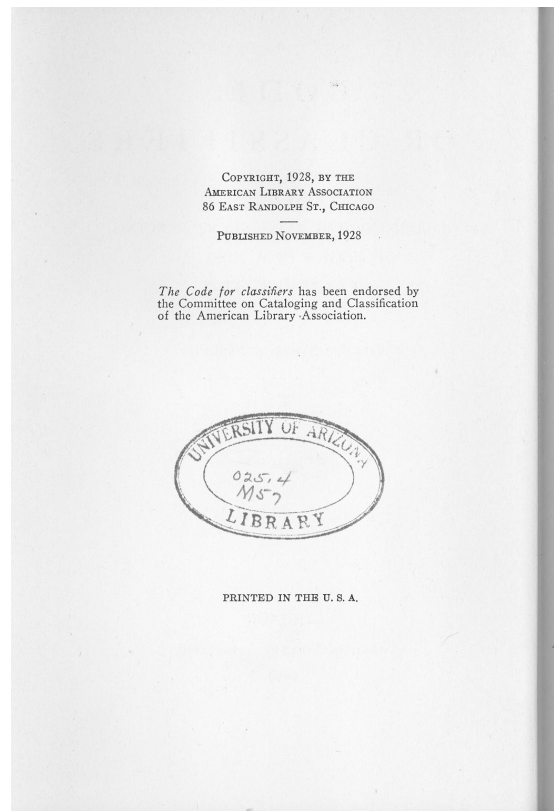 COPYRIGHT, 1928, BY THE
AMERICAN LIBRARY ASSOCIATION
86 EAST RANDOLPH ST., CHICAGO
PUBLISHED NOVEMBER, 1928
The Code for classifiers has been endorsed by
the Committee on Cataloging and Classification
of the American Library Association.
UNIVERSITY OF ARIZONA
025.4
M57
LIBRARY
PRINTED IN THE U. S. A.